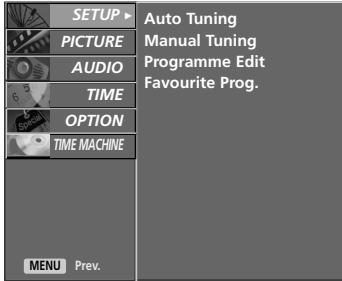 SETUP ▸
PICTURE
AUDIO
TIME
OPTION
TIME MACHINE
Auto Tuning
Manual Tuning
Programme Edit
Favourite Prog.
MENU Prev.